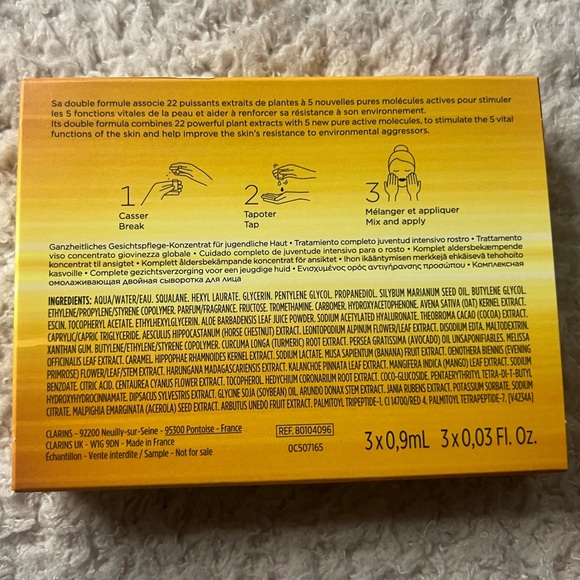 Sa double formule associe 22 puissants extraits de plantes à 5 nouvelles pures molécules actives pour stimuler
les 5 fonctions vitales de la peau et aider à renforcer sa résistance à son environnement.
Its double formula combines 22 powerful plant extracts with 5 new pure active molecules, to stimulate the 5 vital
functions of the skin and help improve the skin's resistance to environmental aggressors.
1
Casser
Break
2
Tapoter
Tap
3
Mélanger et appliquer
Mix and apply
Ganzheitliches Gesichtspflege-Konzentrat für jugendliche Haut • Tratamiento completo juventud intensivo rostro • Trattamento
viso concentrato giovinezza globale • Cuidado completo de juventude intensivo para o rosto • Komplet aldersbekæmpende
koncentrat til ansigtet • Komplett åldersbekämpande koncentrat för ansiktet • Ihon ikääntymisen merkkejä ehkäisevä tehohoito
kasvoille • Complete gezichtsverzorging voor een jeugdige huid • Ενισχυμένος ορός αντιγήρανσης προσώπου • Комплексная
омолаживающая двойная сыворотка для лица
INGREDIENTS: AQUA/WATER/EAU. SQUALANE. HEXYL LAURATE. GLYCERIN. PENTYLENE GLYCOL. PROPANEDIOL. SILYBUM MARIANUM SEED OIL. BUTYLENE GLYCOL.
ETHYLENE/PROPYLENE/STYRENE COPOLYMER. PARFUM/FRAGRANCE. FRUCTOSE. TROMETHAMINE. CARBOMER. HYDROXYACETOPHENONE. AVENA SATIVA (OAT) KERNEL EXTRACT.
ESCIN. TOCOPHERYL ACETATE. ETHYLHEXYLGLYCERIN. ALOE BARBADENSIS LEAF JUICE POWDER. SODIUM ACETYLATED HYALURONATE. THEOBROMA CACAO (COCOA) EXTRACT.
CAPRYLIC/CAPRIC TRIGLYCERIDE. AESCULUS HIPPOCASTANUM (HORSE CHESTNUT) EXTRACT. LEONTOPODIUM ALPINUM FLOWER/LEAF EXTRACT. DISODIUM EDTA. MALTODEXTRIN.
XANTHAN GUM. BUTYLENE/ETHYLENE/STYRENE COPOLYMER. CURCUMA LONGA (TURMERIC) ROOT EXTRACT. PERSEA GRATISSIMA (AVOCADO) OIL UNSAPONIFIABLES. MELISSA
OFFICINALIS LEAF EXTRACT. CARAMEL. HIPPOPHAE RHAMNOIDES KERNEL EXTRACT. SODIUM LACTATE. MUSA SAPIENTUM (BANANA) FRUIT EXTRACT. OENOTHERA BIENNIS (EVENING
PRIMROSE) FLOWER/LEAF/STEM EXTRACT. HARUNGANA MADAGASCARIENSIS EXTRACT. KALANCHOE PINNATA LEAF EXTRACT. MANGIFERA INDICA (MANGO) LEAF EXTRACT. SODIUM
BENZOATE. CITRIC ACID. CENTAUREA CYANUS FLOWER EXTRACT. TOCOPHEROL. HEDYCHIUM CORONARIUM ROOT EXTRACT. COCO-GLUCOSIDE. PENTAERYTHRITYL TETRA-DI-T-BUTYL
HYDROXYHYDROCINNAMATE. DIPSACUS SYLVESTRIS EXTRACT. GLYCINE SOJA (SOYBEAN) OIL. ARUNDO DONAX STEM EXTRACT. JANIA RUBENS EXTRACT. POTASSIUM SORBATE. SODIUM
CITRATE. MALPIGHIA EMARGINATA (ACEROLA) SEED EXTRACT. ARBUTUS UNEDO FRUIT EXTRACT. PALMITOYL TRIPEPTIDE-1. CI 14700/RED 4. PALMITOYL TETRAPEPTIDE-7. [V4234A]
CLARINS - 92200 Neuilly-sur-Seine - 95300 Pontoise - France
CLARINS UK - W1G 9DN - Made in France
Échantillon - Vente interdite / Sample - Not for sale
REF. 80104096
0C507165
3 x 0,9mL 3 x 0,03 Fl. Oz.